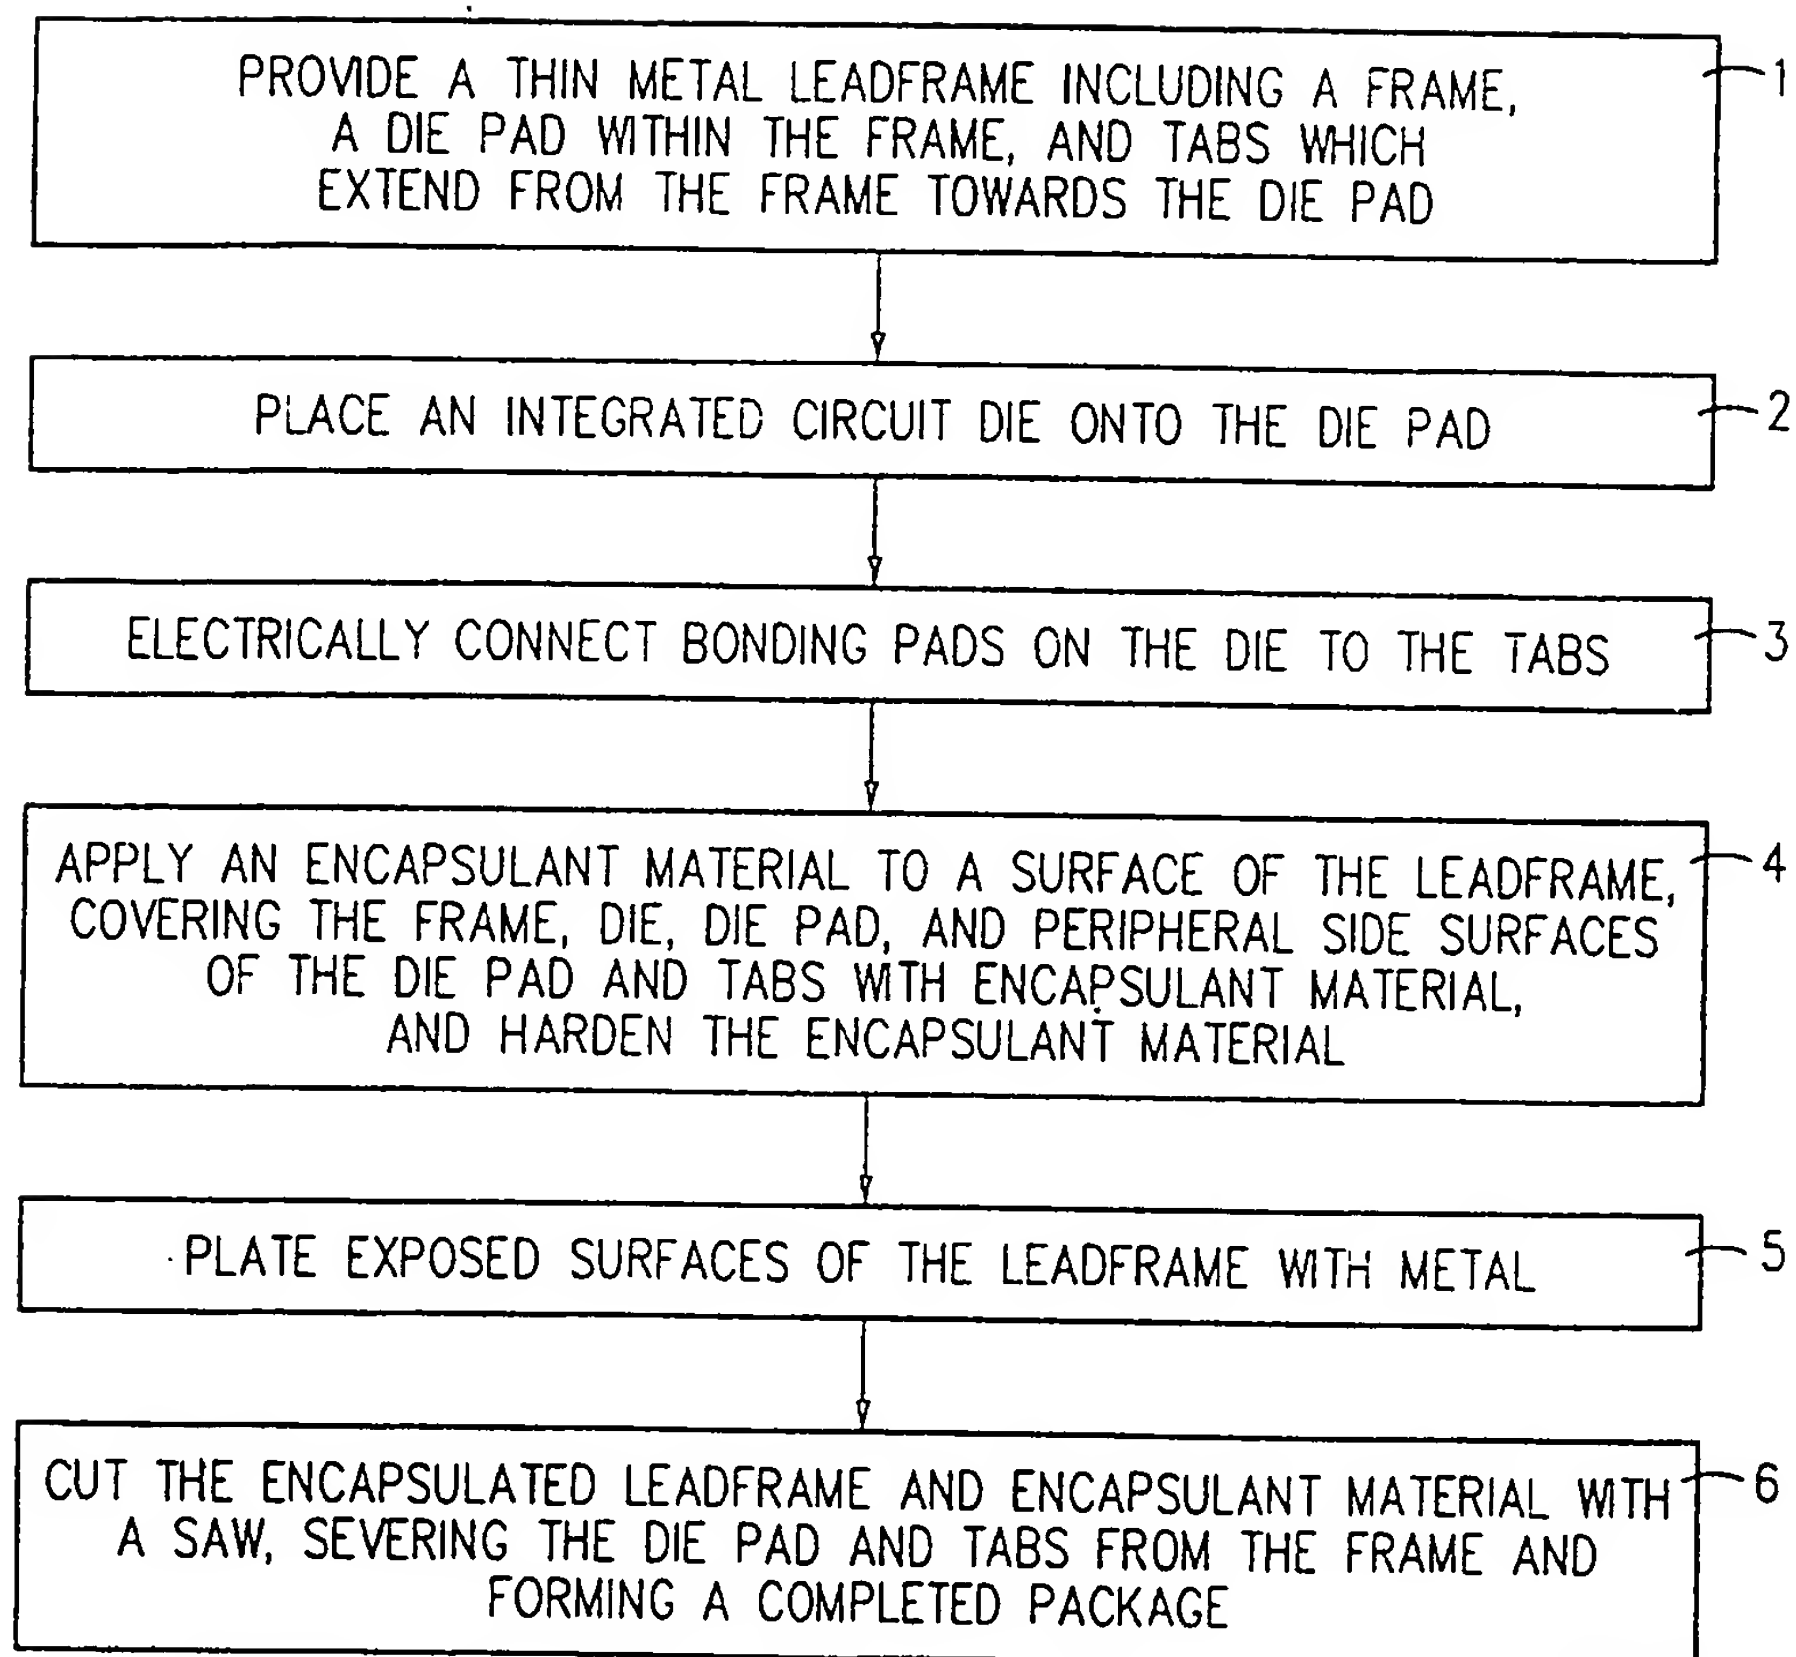 PROVIDE A THIN METAL LEADFRAME INCLUDING A FRAME,
A DIE PAD WITHIN THE FRAME, AND TABS WHICH
EXTEND FROM THE FRAME TOWARDS THE DIE PAD
1
PLACE AN INTEGRATED CIRCUIT DIE ONTO THE DIE PAD
2
ELECTRICALLY CONNECT BONDING PADS ON THE DIE TO THE TABS
3
APPLY AN ENCAPSULANT MATERIAL TO A SURFACE OF THE LEADFRAME,
COVERING THE FRAME, DIE, DIE PAD, AND PERIPHERAL SIDE SURFACES
OF THE DIE PAD AND TABS WITH ENCAPSULANT MATERIAL,
AND HARDEN THE ENCAPSULANT MATERIAL
4
PLATE EXPOSED SURFACES OF THE LEADFRAME WITH METAL
5
CUT THE ENCAPSULATED LEADFRAME AND ENCAPSULANT MATERIAL WITH
A SAW, SEVERING THE DIE PAD AND TABS FROM THE FRAME AND
FORMING A COMPLETED PACKAGE
6